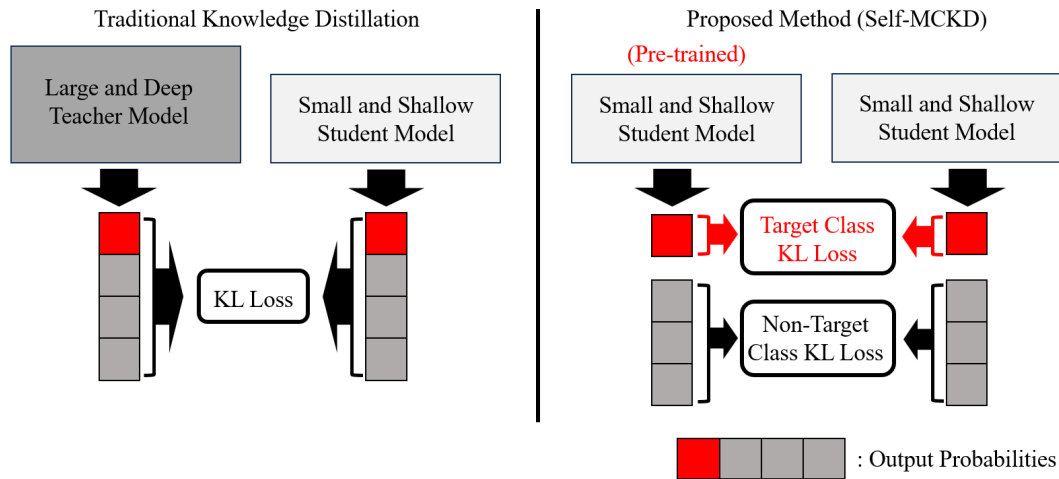 Traditional Knowledge Distillation
Large and Deep
Teacher Model
Small and Shallow
Student Model
KL Loss
Proposed Method (Self-MCKD)
(Pre-trained)
Small and Shallow
Student Model
Small and Shallow
Student Model
Target Class
KL Loss
Non-Target
Class KL Loss
: Output Probabilities